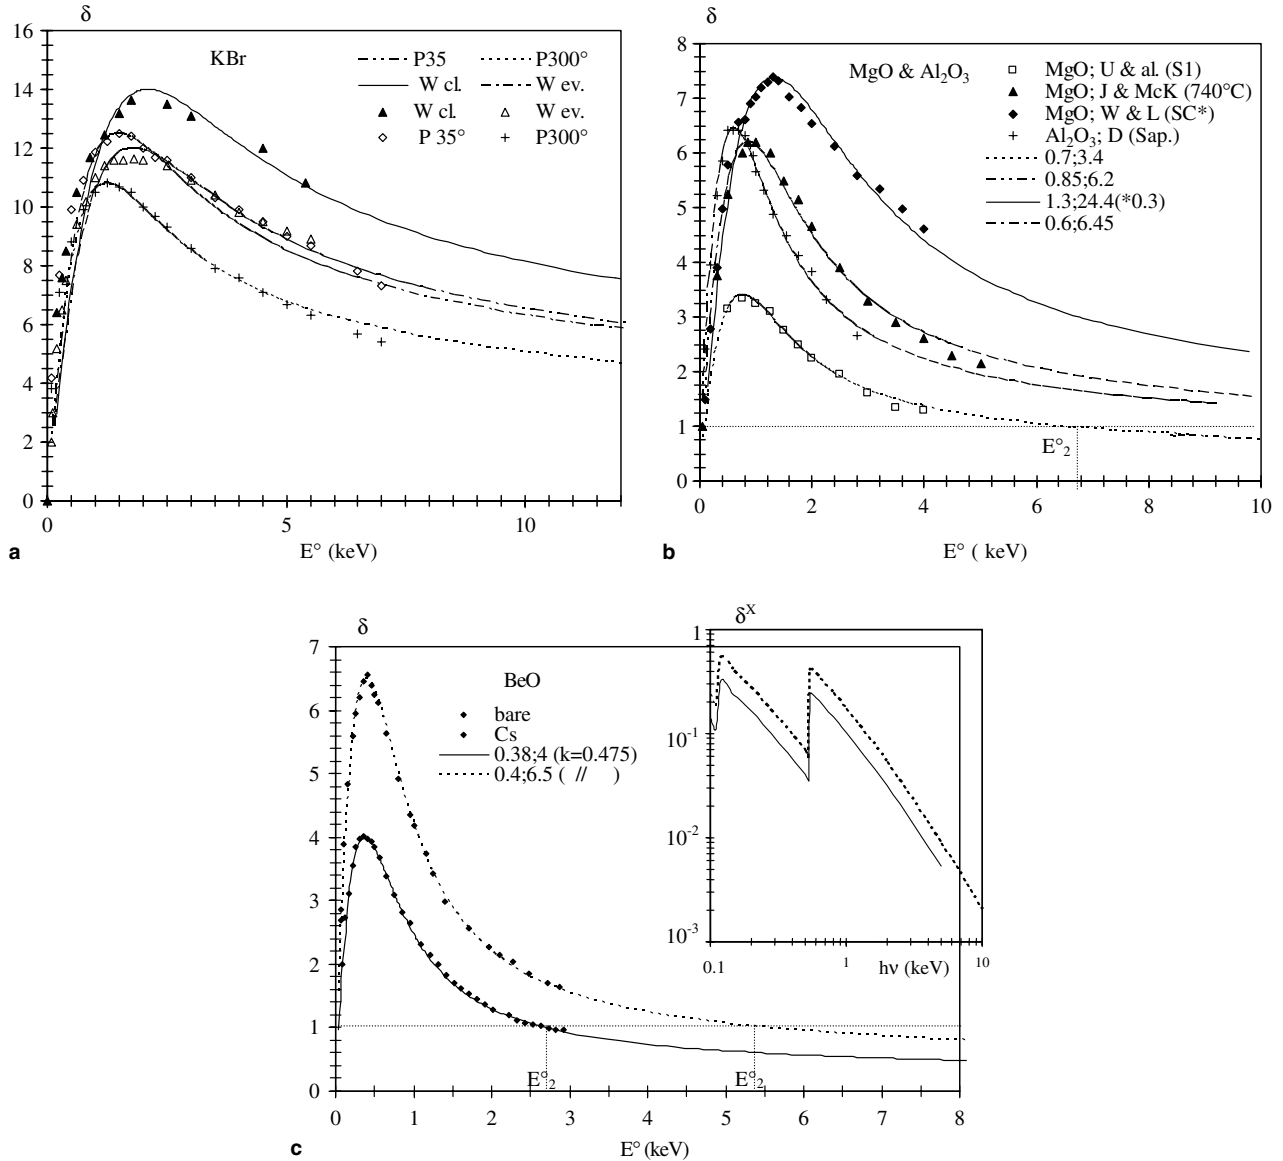 δ
16
14
12
10
8
6
4
2
0
KBr
P35
P300°
W cl.
W ev.
W cl.
W ev.
P 35°
P300°
0
5
10
E° (keV)
a
δ
8
7
6
5
4
3
2
1
0
MgO & Al₂O₃
MgO; U & al. (S1)
MgO; J & McK (740°C)
MgO; W & L (SC*)
Al₂O₃; D (Sap.)
0.7;3.4
0.85;6.2
1.3;24.4(*0.3)
0.6;6.45
E°₂
0
2
4
6
8
10
E° ( keV)
b
δ
7
6
5
4
3
2
1
0
BeO
bare
Cs
0.38;4 (k=0.475)
0.4;6.5 ( // )
E°₂
E°₂
0
1
2
3
4
5
6
7
8
E° (keV)
c
δˣ
1
10⁻¹
10⁻²
10⁻³
0.1
1
hν (keV)
10